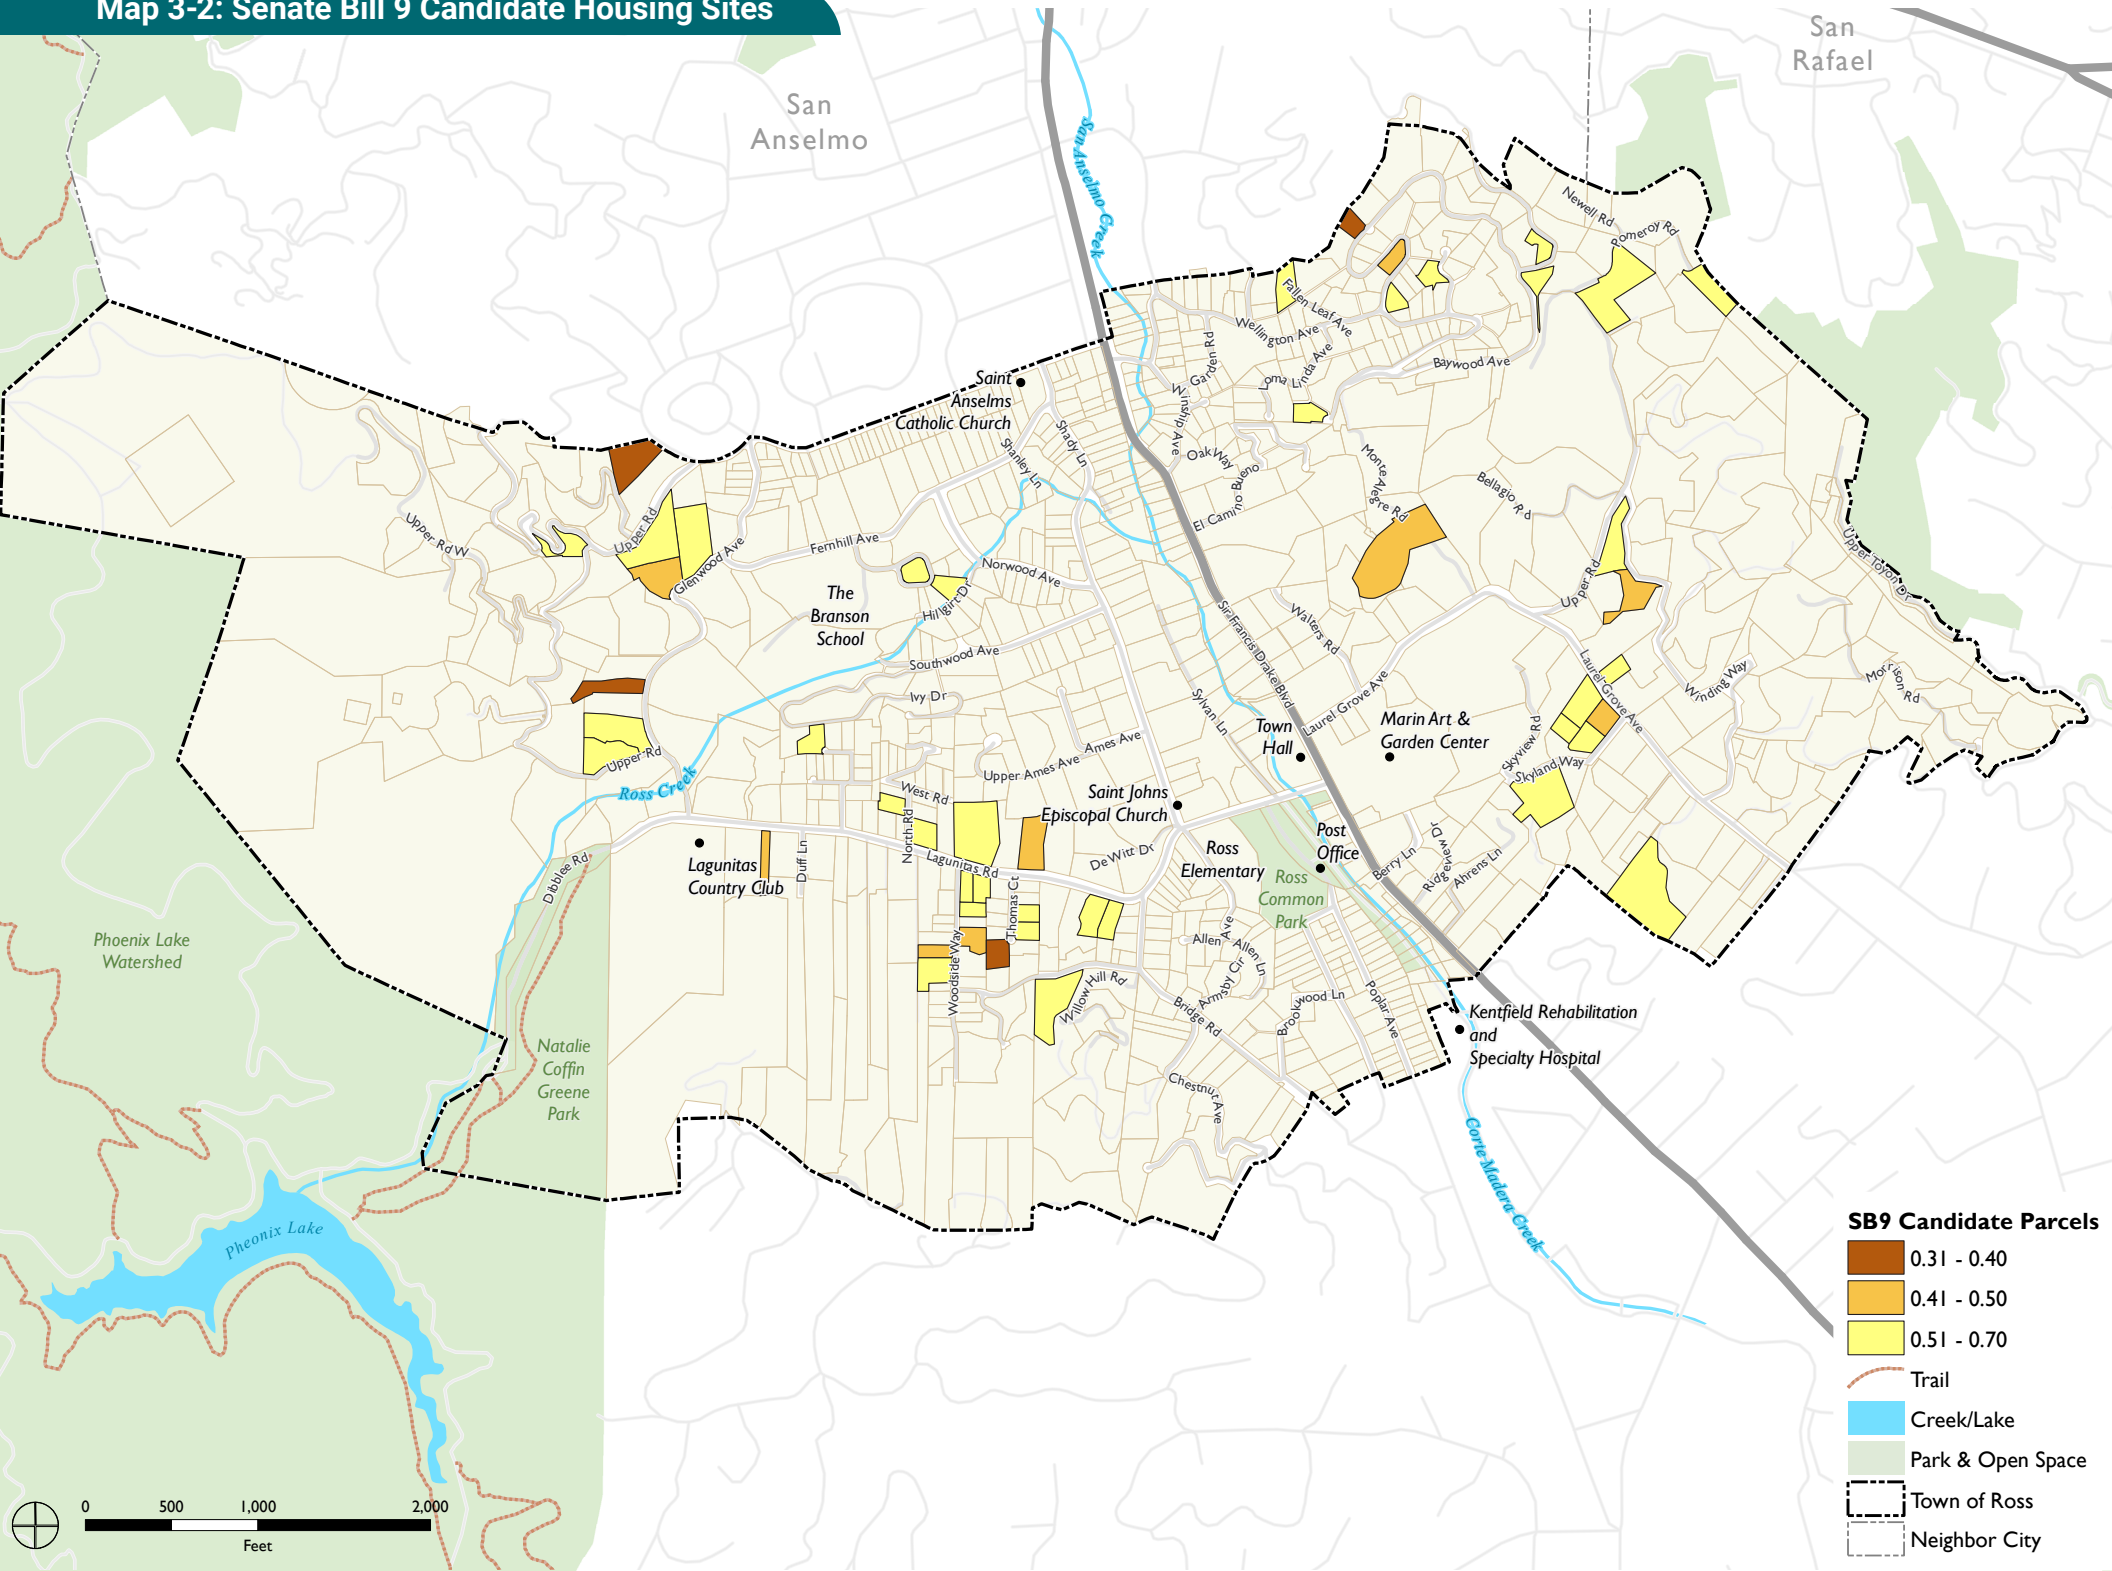 Map 3-2: Senate Bill 9 Candidate Housing Sites
San
Rafael
San
Anselmo
San Anselmo Creek
Newell Rd
Pomeroy Rd
Fallen Leaf Ave
Wellington Ave
Garden Rd
Loma Linda Ave
Baywood Ave
Winship Ave
Saint
Anselms
Catholic Church
Shady Ln
Shanley Ln
Oak Way
El Camino Bueno
Monte Alegre Rd
Bellagio Rd
Upper Rd W
Upper Rd
Glenwood Ave
Fernhill Ave
Norwood Ave
The
Branson
School
Hillgirt Dr
Southwood Ave
Ivy Dr
Sir Francis Drake Blvd
Walters Rd
Upper Rd
Upper Toyon Dr
Laurel Grove Ave
Winding Way
Morrison Rd
Sylvan Ln
Laurel Grove Ave
Town
Hall
Marin Art &
Garden Center
Skyview Rd
Skyland Way
Upper Rd
Ross Creek
Ames Ave
Upper Ames Ave
West Rd
North Rd
Saint Johns
Episcopal Church
De Witt Dr
Ross
Elementary
Post
Office
Berry Ln
Ridgeview Dr
Ahrens Ln
Lagunitas
Country Club
Duff Ln
Lagunitas Rd
Thomas Ct
Ross
Common
Park
Dibblee Rd
Phoenix Lake
Watershed
Woodside Way
Willow Hill Rd
Allen Ave
Allen Ln
Armsby Cir
Bridge Rd
Brookwood Ln
Poplar Ave
Kentfield Rehabilitation
and
Specialty Hospital
Natalie
Coffin
Greene
Park
Chestnut Ave
Corte Madera Creek
Pheonix Lake
SB9 Candidate Parcels
0.31 - 0.40
0.41 - 0.50
0.51 - 0.70
Trail
Creek/Lake
Park & Open Space
Town of Ross
Neighbor City
0 500 1,000 2,000
Feet